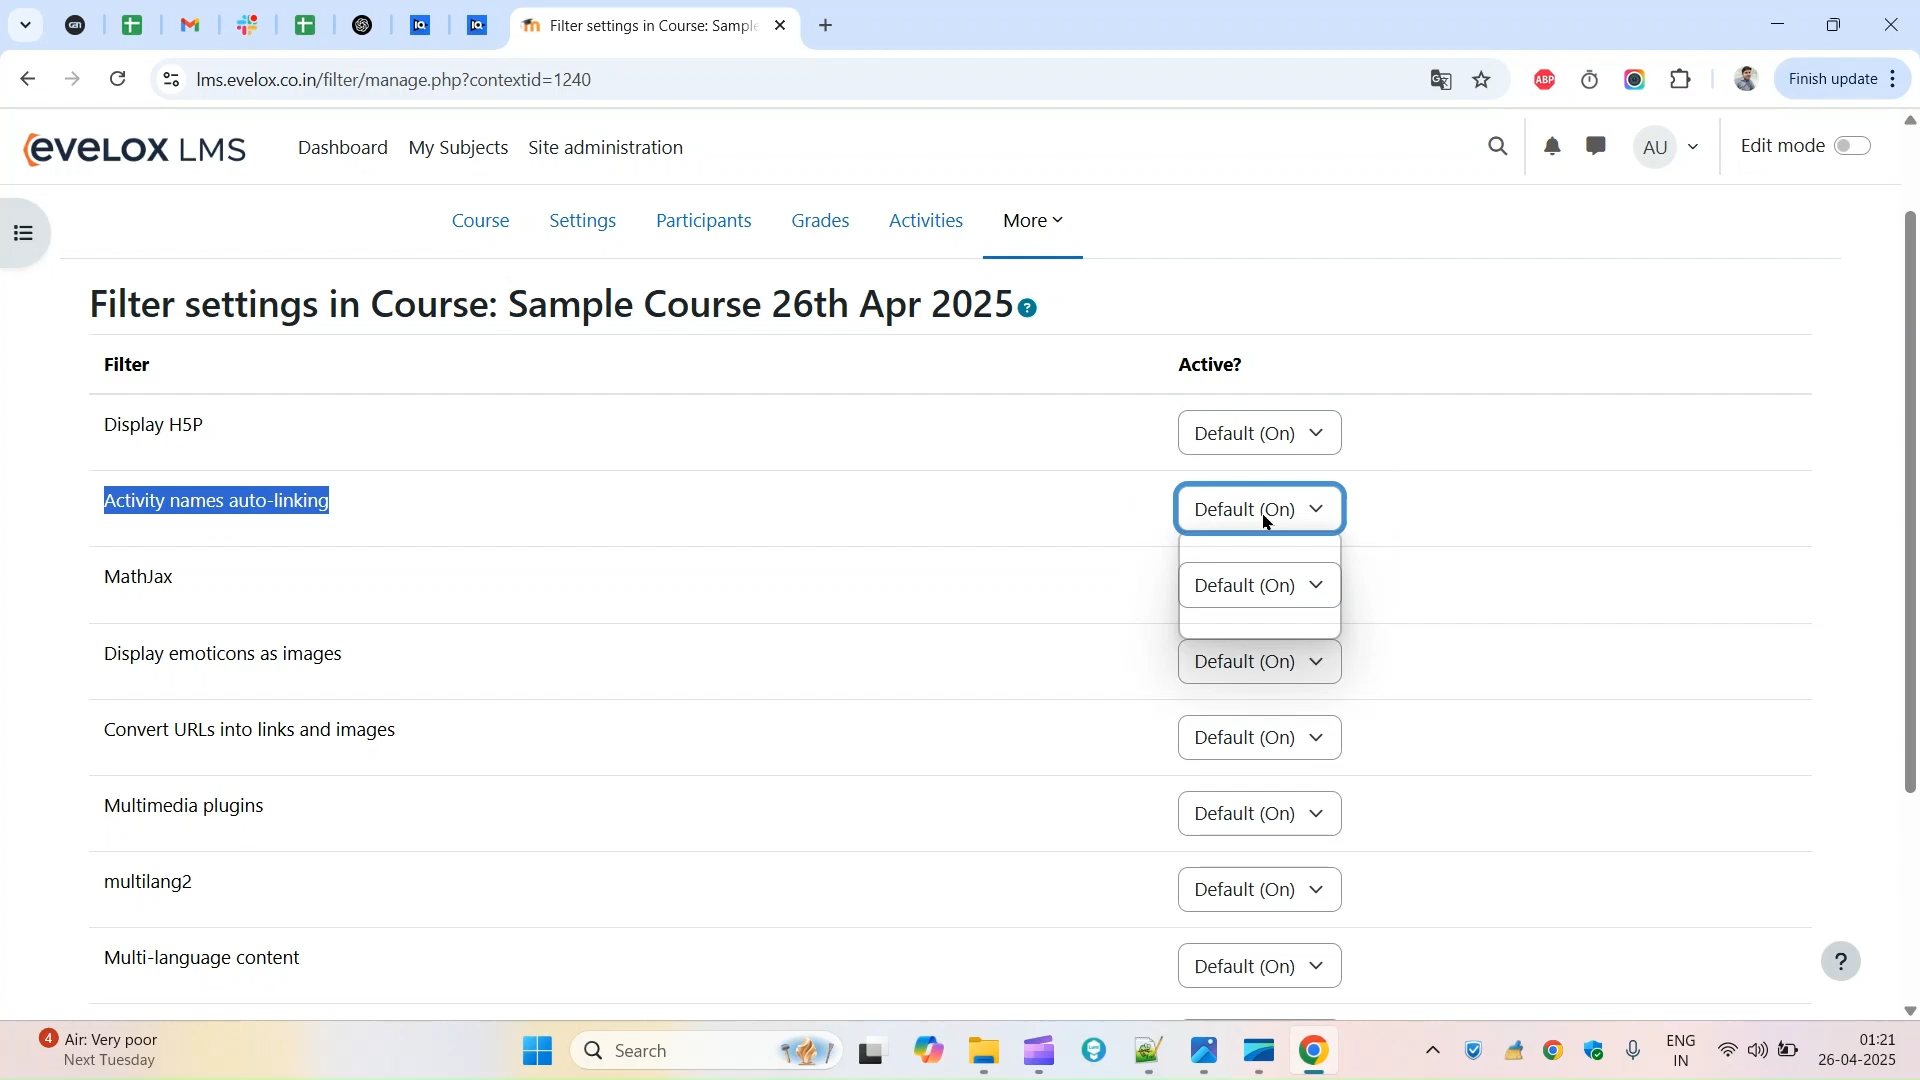 Filter settings in Course: Sample
lms.evelox.co.in/filter/manage.php?contextid=1240
ABP
Finish update
evelox LMS
Dashboard
My Subjects
Site administration
AU
Edit mode
Course
Settings
Participants
Grades
Activities
More
Filter settings in Course: Sample Course 26th Apr 2025
?
Filter
Active?
Display H5P
Default (On)
Activity names auto-linking
Default (On)
MathJax
Default (On)
Display emoticons as images
Default (On)
Convert URLs into links and images
Default (On)
Multimedia plugins
Default (On)
multilang2
Default (On)
Multi-language content
Default (On)
?
4
Air: Very poor
Next Tuesday
Search
ENG
IN
01:21
26-04-2025